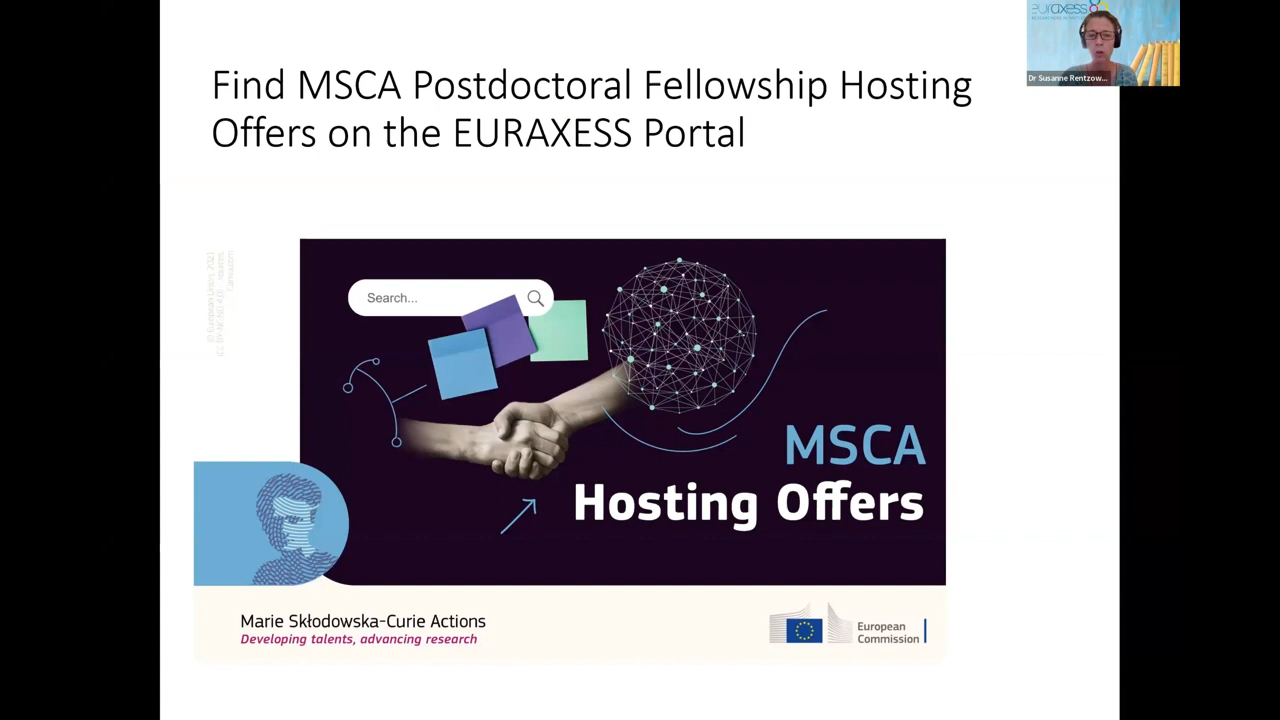 Find MSCA Postdoctoral Fellowship Hosting
Offers on the EURAXESS Portal
euraxess
Dr Susanne Rentzow...
Search...
MSCA
Hosting Offers
Marie Skłodowska-Curie Actions
Developing talents, advancing research
European
Commission